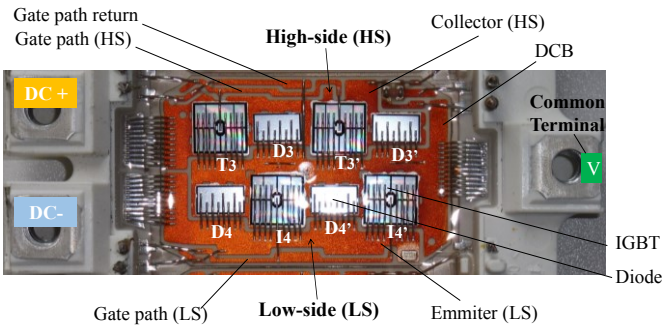 Gate path return
Gate path (HS)
High-side (HS)
Collector (HS)
DCB
DC +
Common
Terminal
T3
D3
T3'
D3'
V
DC-
D4
I4
D4'
I4'
IGBT
Diode
Gate path (LS)
Low-side (LS)
Emmiter (LS)